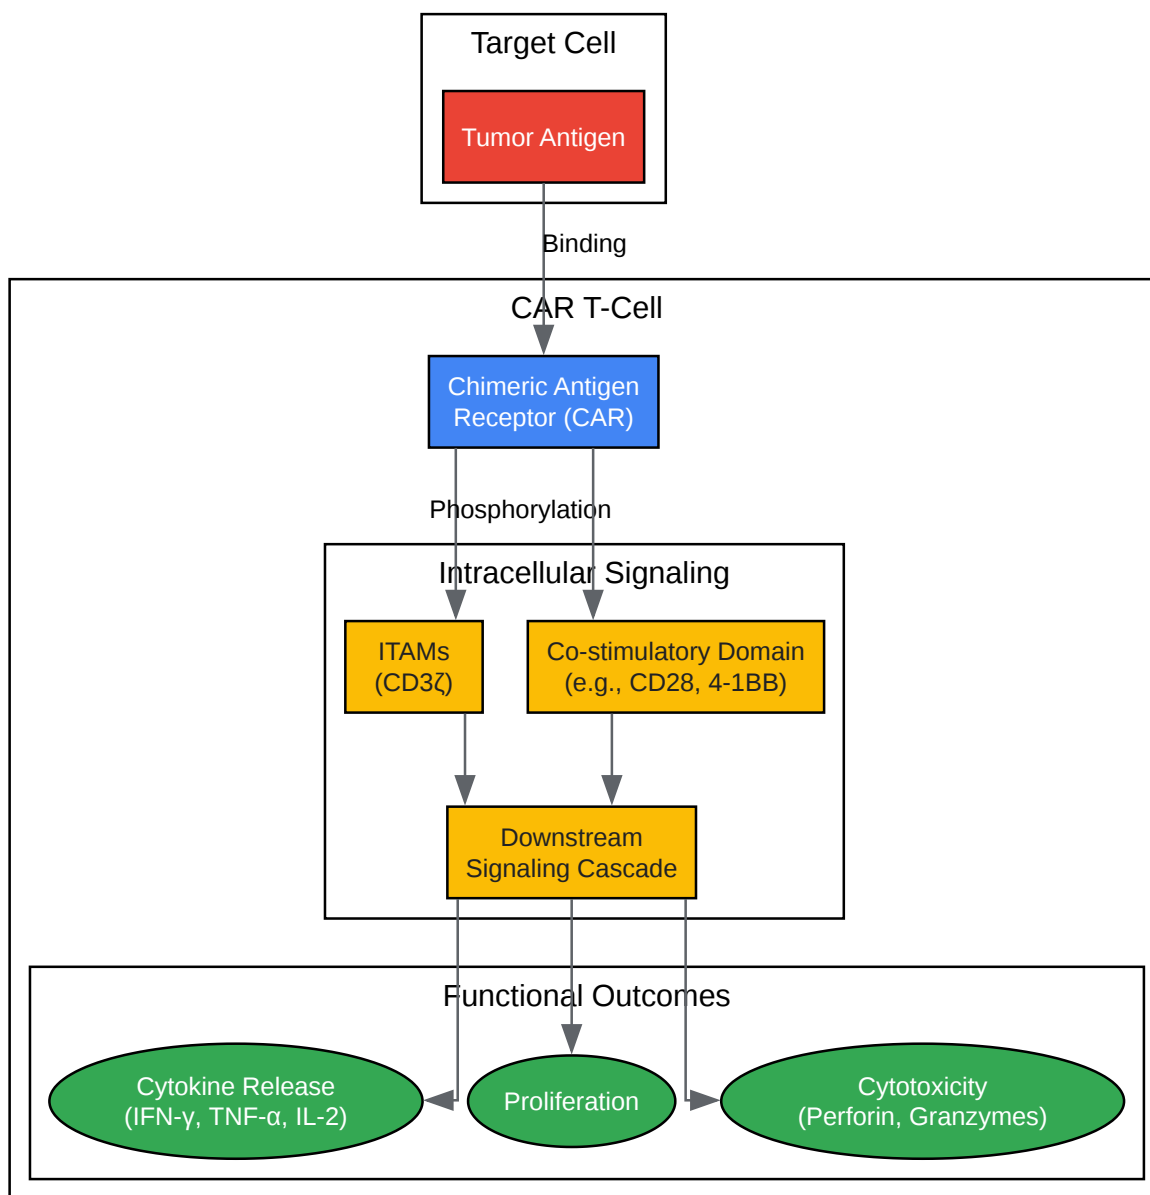 Target Cell
Tumor Antigen
Binding
CAR T-Cell
Chimeric Antigen
Receptor (CAR)
Phosphorylation
Intracellular Signaling
ITAMs
(CD3ζ)
Co-stimulatory Domain
(e.g., CD28, 4-1BB)
Downstream
Signaling Cascade
Functional Outcomes
Cytokine Release
(IFN-γ, TNF-α, IL-2)
Proliferation
Cytotoxicity
(Perforin, Granzymes)